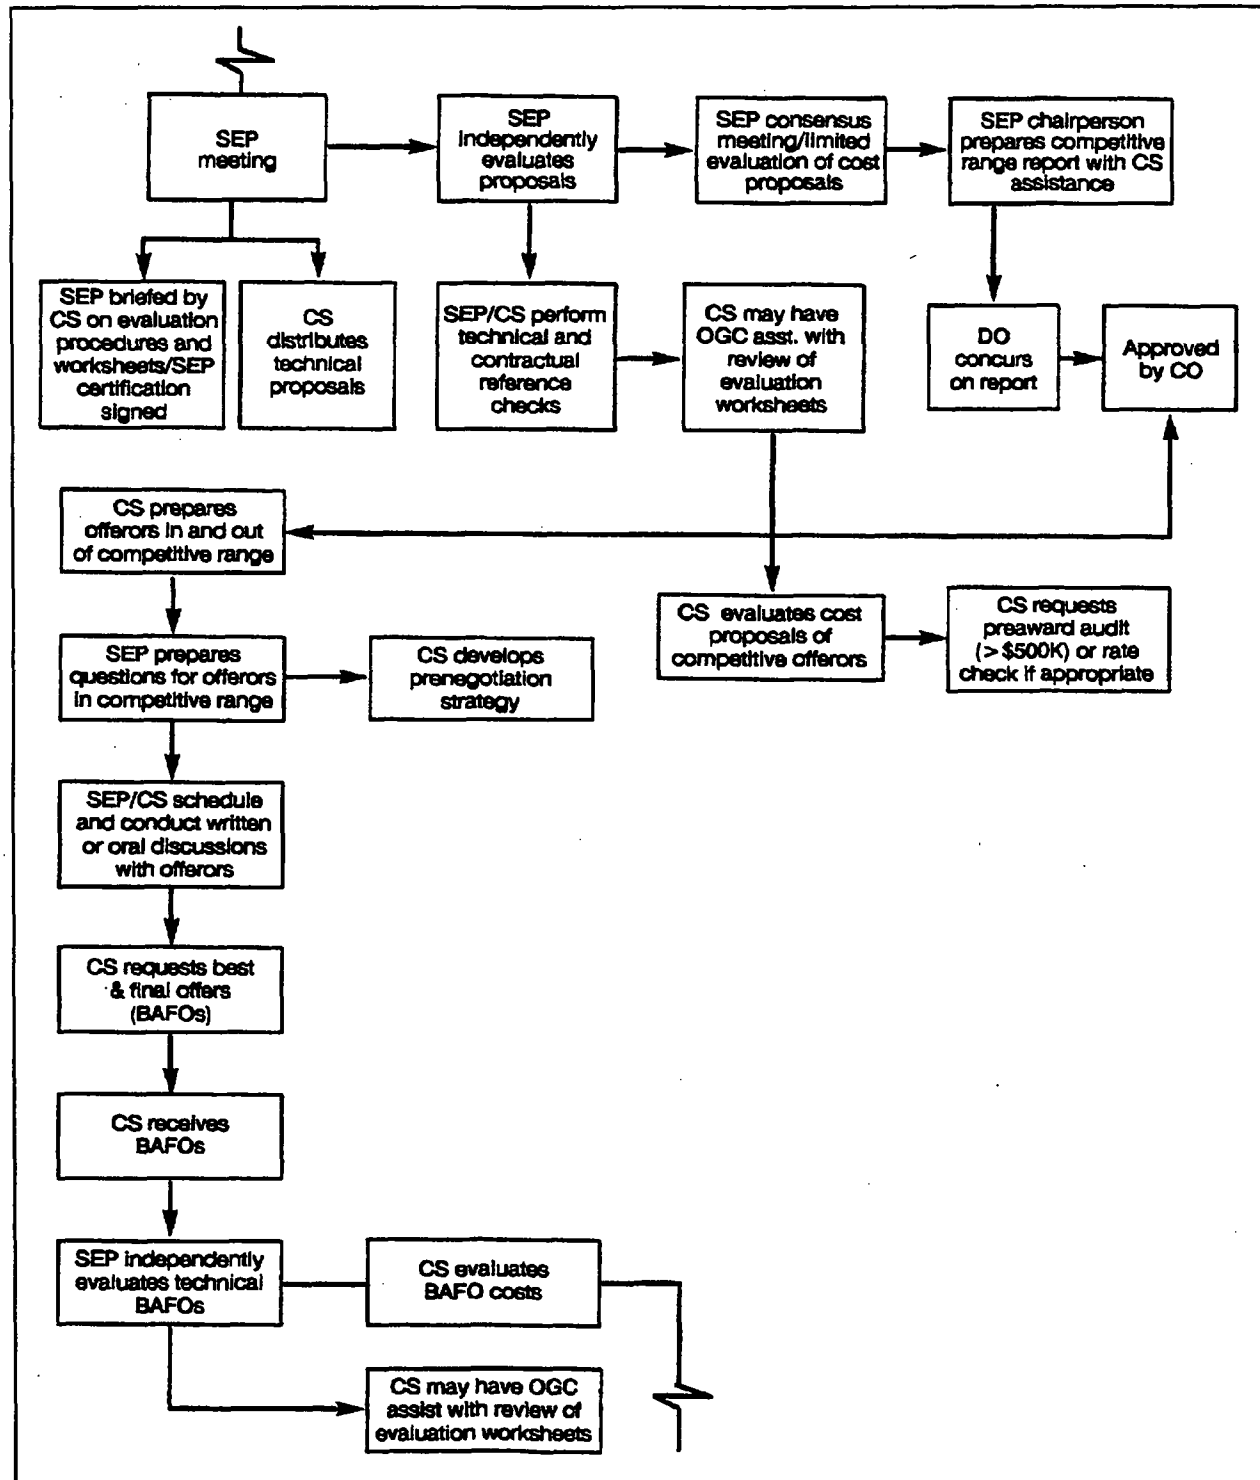 SEP
meeting
SEP
independently
evaluates
proposals
SEP consensus
meeting/limited
evaluation of cost
proposals
SEP chairperson
prepares competitive
range report with CS
assistance
SEP briefed by
CS on evaluation
procedures and
worksheets/SEP
certification
signed
CS
distributes
technical
proposals
SEP/CS perform
technical and
contractual
reference
checks
CS may have
OGC asst. with
review of
evaluation
worksheets
DO
concurs
on report
Approved
by CO
CS prepares
offerors in and out
of competitive range
CS evaluates cost
proposals of
competitive offerors
CS requests
preaward audit
(> $500K) or rate
check if appropriate
SEP prepares
questions for offerors
in competitive range
CS develops
prenegotiation
strategy
SEP/CS schedule
and conduct written
or oral discussions
with offerors
CS requests best
& final offers
(BAFOs)
CS receives
BAFOs
SEP independently
evaluates technical
BAFOs
CS evaluates
BAFO costs
CS may have OGC
assist with review of
evaluation worksheets